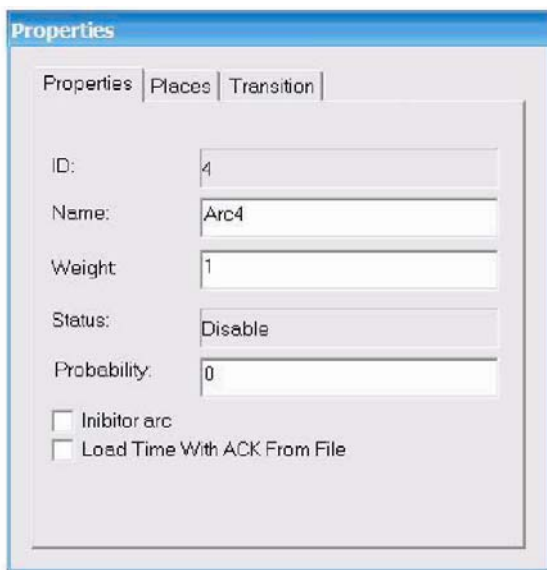 Properties
Properties Places Transition
ID: 4
Name: Arc4
Weight: 1
Status: Disable
Probability: 0
Inibitor arc
Load Time With ACK From File